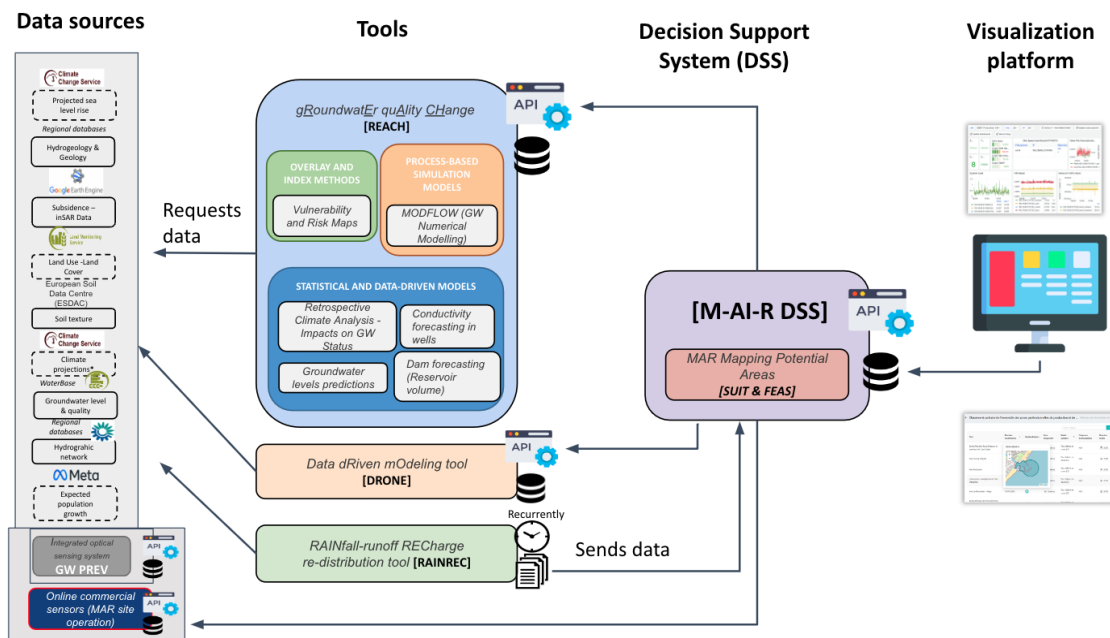 Data sources
Tools
Decision Support
System (DSS)
Visualization
platform
Climate
Change Service
Projected sea
level rise
Regional databases
Hydrogeology &
Geology
Google Earth Engine
Subsidence –
inSAR Data
Land Monitoring
Service
Land Use -Land
Cover
European Soil
Data Centre
(ESDAC)
Soil texture
Climate
Change Service
Climate
projections*
WaterBase
Groundwater level
& quality
Regional
databases
Hydrograhic
network
Meta
Expected
population
growth
Integrated optical
sensing system
GW PREV
API
Online commercial
sensors (MAR site
operation)
API
Requests
data
gRoundwatEr quAlity CHange
[REACH]
API
OVERLAY AND
INDEX METHODS
Vulnerability
and Risk Maps
PROCESS-BASED
SIMULATION
MODELS
MODFLOW (GW
Numerical
Modelling)
STATISTICAL AND DATA-DRIVEN MODELS
Retrospective
Climate Analysis -
Impacts on GW
Status
Conductivity
forecasting in
wells
Groundwater
levels predictions
Dam forecasting
(Reservoir
volume)
Data dRiven mOdeling tool
[DRONE]
API
RAINfall-runoff RECharge
re-distribution tool [RAINREC]
Recurrently
Sends data
[M-AI-R DSS]
API
MAR Mapping Potential
Areas
[SUIT & FEAS]